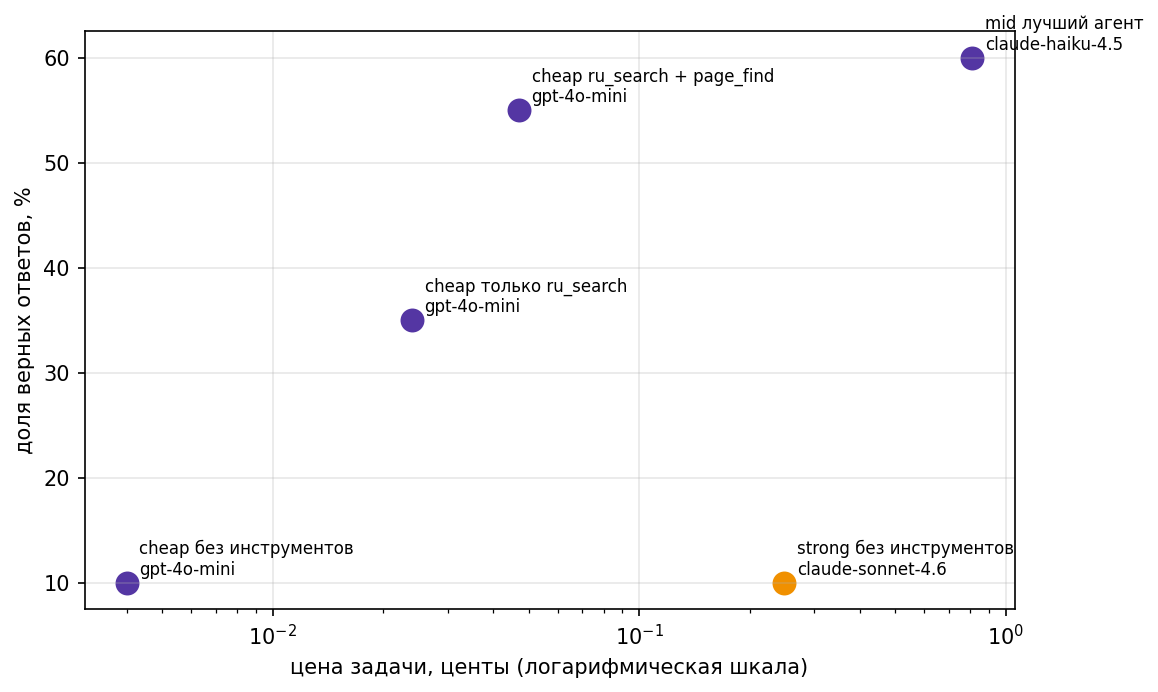 mid лучший агент
claude-haiku-4.5
60
cheap ru_search + page_find
gpt-4o-mini
50
40
cheap только ru_search
gpt-4o-mini
30
20
cheap без инструментов
gpt-4o-mini
strong без инструментов
claude-sonnet-4.6
10
доля верных ответов, %
10⁻²
10⁻¹
10⁰
цена задачи, центы (логарифмическая шкала)